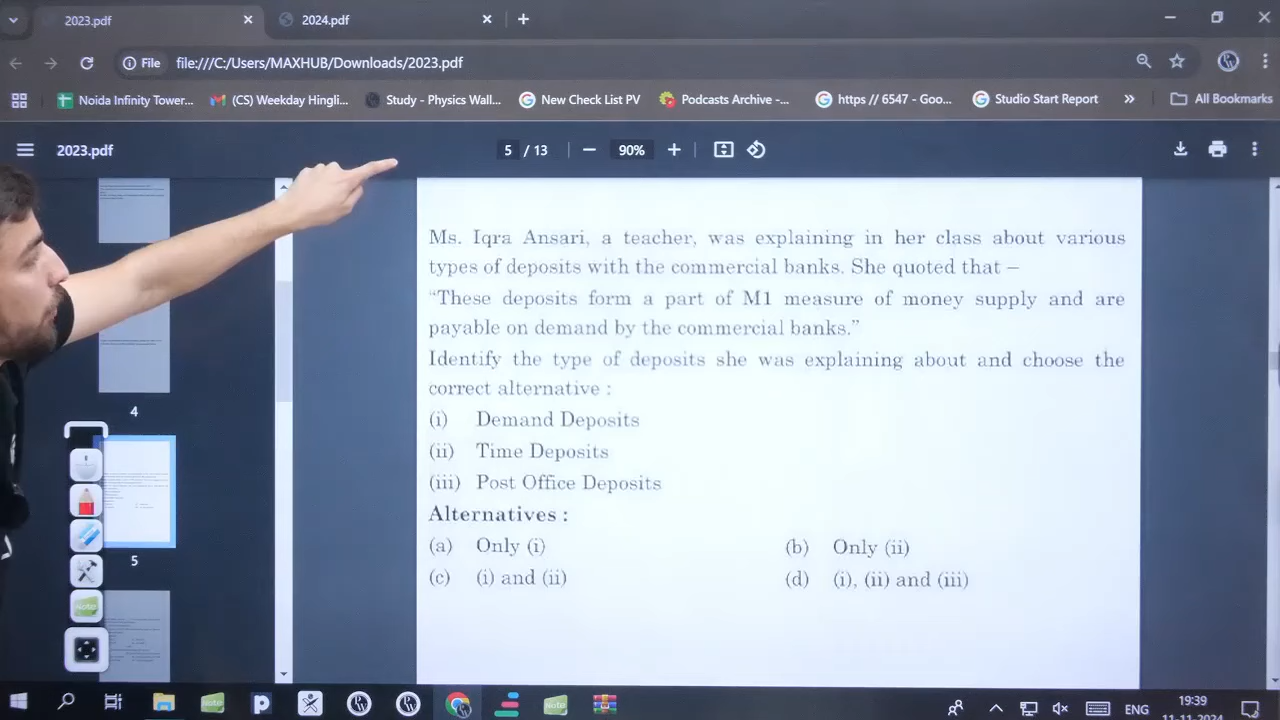 2023.pdf
2024.pdf
File
file:///C:/Users/MAXHUB/Downloads/2023.pdf
Noida Infinity Tower...
(CS) Weekday Hingli...
Study - Physics Wall...
New Check List PV
Podcasts Archive -...
https // 6547 - Goo...
Studio Start Report
All Bookmarks
2023.pdf
5 / 13
90%
Ms. Iqra Ansari, a teacher, was explaining in her class about various
types of deposits with the commercial banks. She quoted that –
"These deposits form a part of M1 measure of money supply and are
payable on demand by the commercial banks."
Identify the type of deposits she was explaining about and choose the
correct alternative :
(i) Demand Deposits
(ii) Time Deposits
(iii) Post Office Deposits
Alternatives :
(a) Only (i)
(b) Only (ii)
(c) (i) and (ii)
(d) (i), (ii) and (iii)
4
5
Note
ENG
19:39
11-11-2024